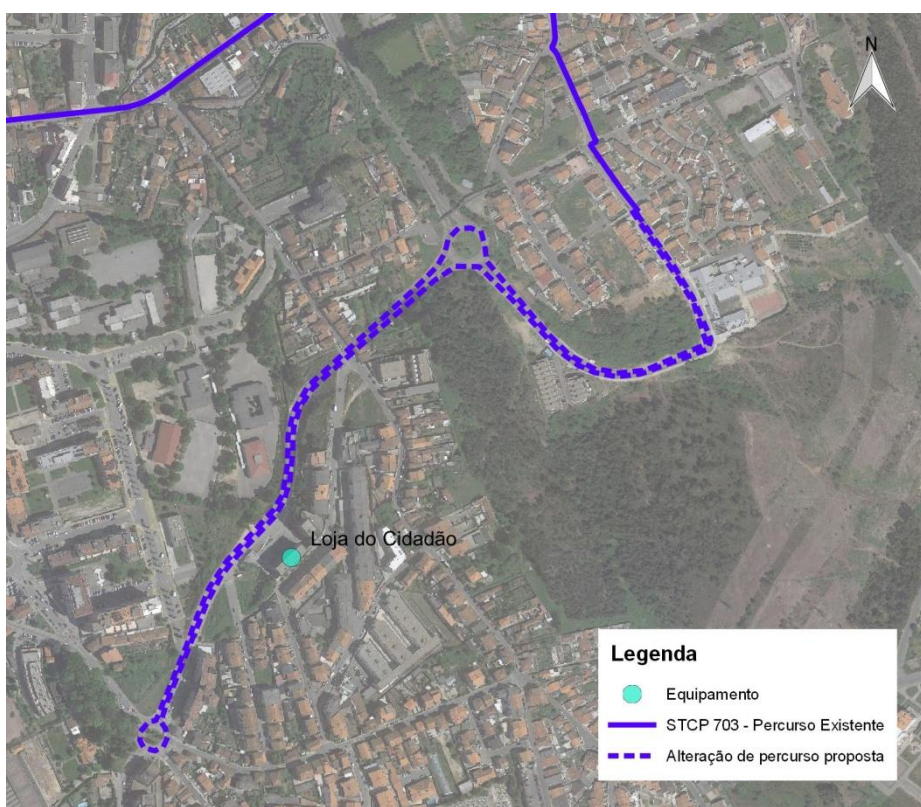 N
Loja do Cidadão
Legenda
Equipamento
STCP 703 - Percurso Existente
Alteração de percurso proposta